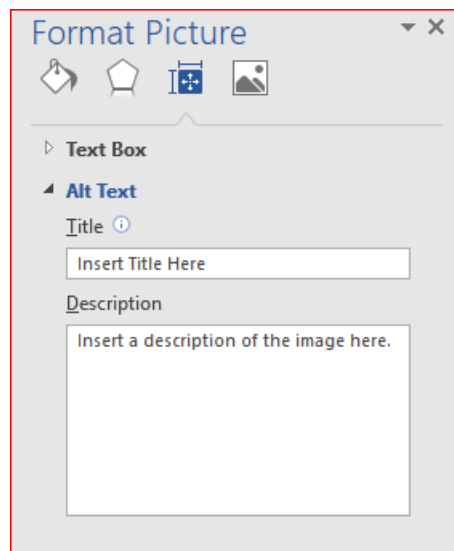 Format Picture
Text Box
Alt Text
Title
Insert Title Here
Description
Insert a description of the image here.